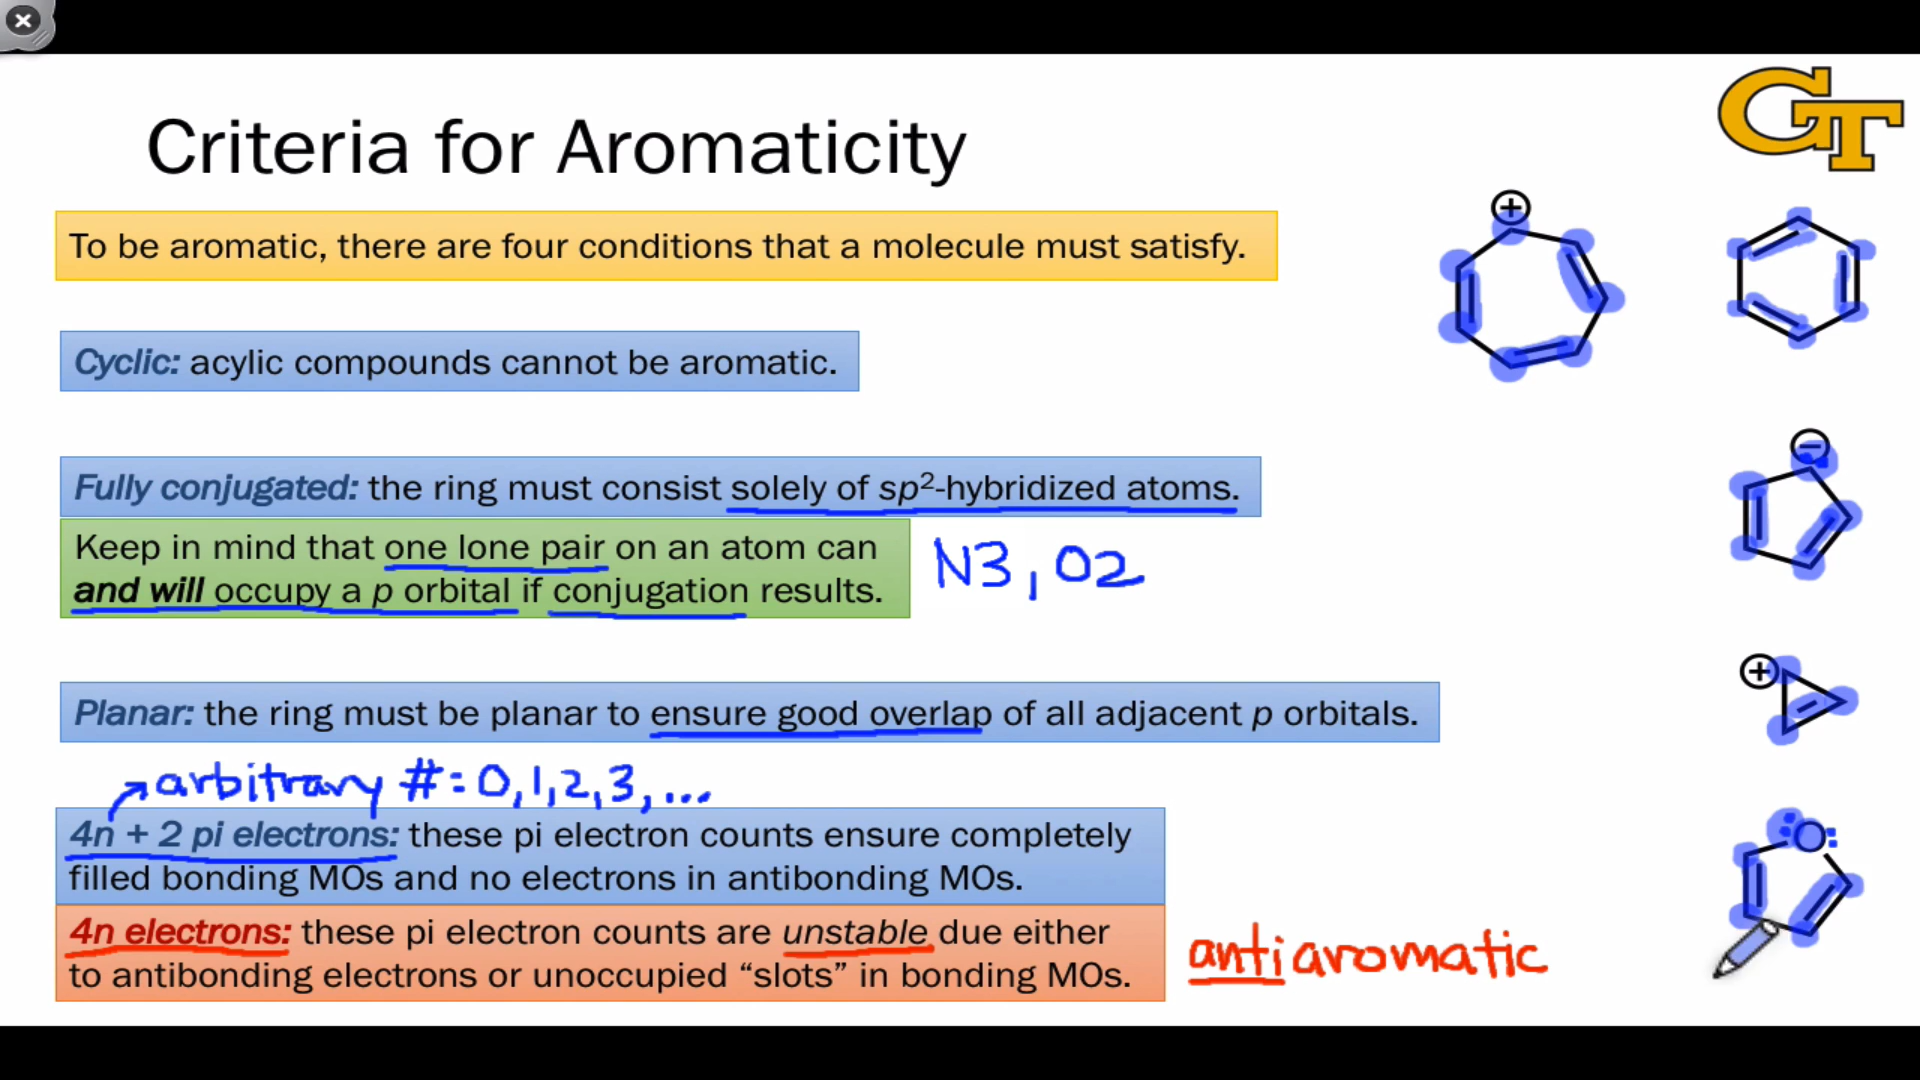 GT
Criteria for Aromaticity
To be aromatic, there are four conditions that a molecule must satisfy.
Cyclic: acylic compounds cannot be aromatic.
Fully conjugated: the ring must consist solely of sp²-hybridized atoms.
Keep in mind that one lone pair on an atom can
and will occupy a p orbital if conjugation results.
N3, O2
Planar: the ring must be planar to ensure good overlap of all adjacent p orbitals.
arbitrary #: 0, 1, 2, 3, ...
4n + 2 pi electrons: these pi electron counts ensure completely
filled bonding MOs and no electrons in antibonding MOs.
4n electrons: these pi electron counts are unstable due either
to antibonding electrons or unoccupied “slots” in bonding MOs.
antiaromatic
+
−
+
:O: